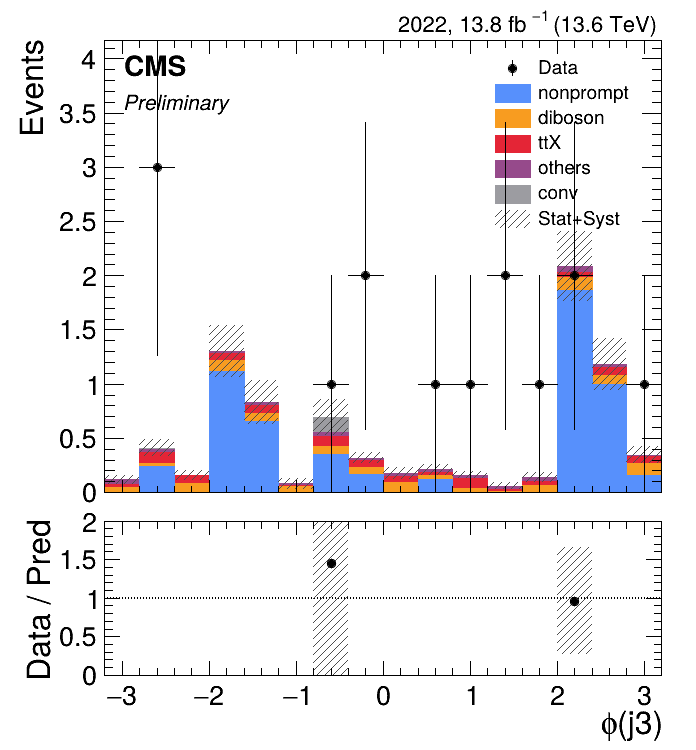 2022, 13.8 fb⁻¹ (13.6 TeV)
CMS
Preliminary
Events
4
3.5
3
2.5
2
1.5
1
0.5
0
Data
nonprompt
diboson
ttX
others
conv
Stat+Syst
Data / Pred
2
1.5
1
0.5
0
−3
−2
−1
0
1
2
3
ϕ(j3)